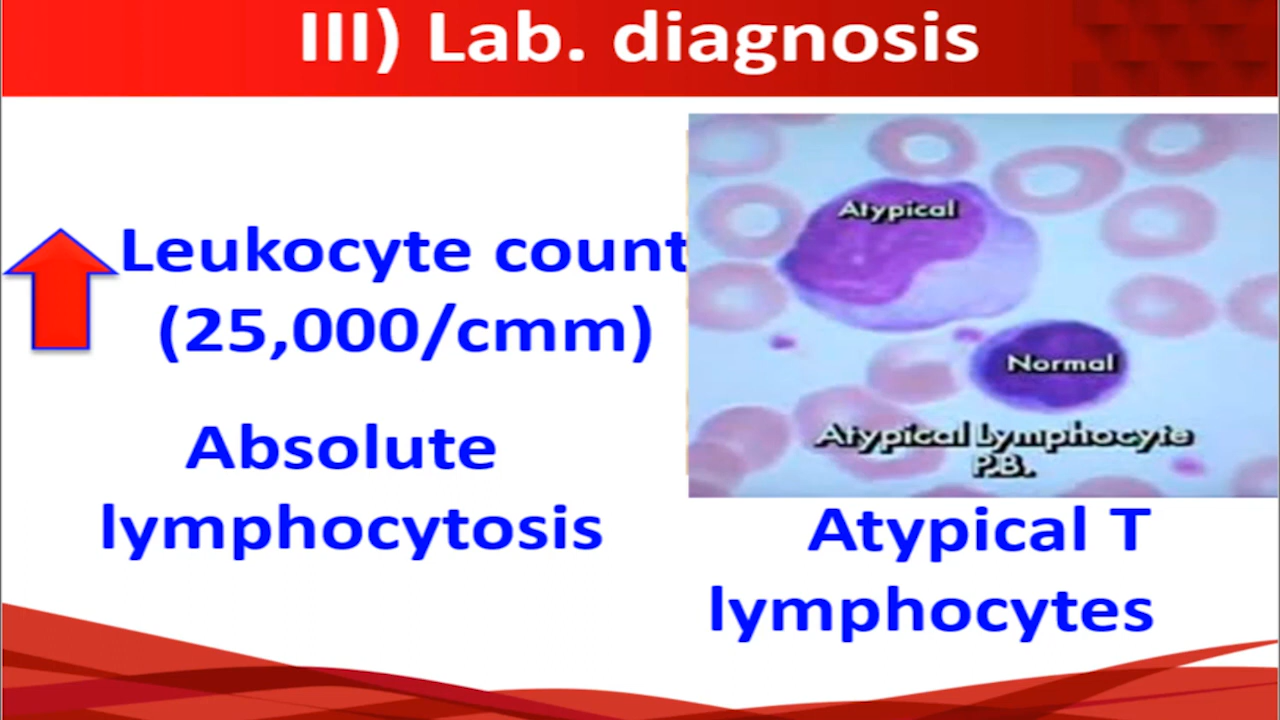 III) Lab. diagnosis
Leukocyte count
(25,000/cmm)
Absolute
lymphocytosis
Atypical
Normal
Atypical Lymphocyte
P.B.
Atypical T
lymphocytes